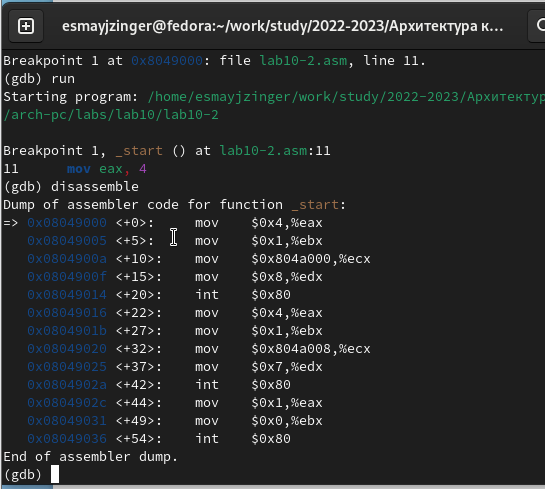 esmayjzinger@fedora:~/work/study/2022-2023/Архитектура к...
Breakpoint 1 at 0x8049000: file lab10-2.asm, line 11.
(gdb) run
Starting program: /home/esmayjzinger/work/study/2022-2023/Архитектур
/arch-pc/labs/lab10/lab10-2
Breakpoint 1, _start () at lab10-2.asm:11
11      mov eax, 4
(gdb) disassemble
Dump of assembler code for function _start:
=> 0x08049000 <+0>:     mov    $0x4,%eax
   0x08049005 <+5>:     mov    $0x1,%ebx
   0x0804900a <+10>:    mov    $0x804a000,%ecx
   0x0804900f <+15>:    mov    $0x8,%edx
   0x08049014 <+20>:    int    $0x80
   0x08049016 <+22>:    mov    $0x4,%eax
   0x0804901b <+27>:    mov    $0x1,%ebx
   0x08049020 <+32>:    mov    $0x804a008,%ecx
   0x08049025 <+37>:    mov    $0x7,%edx
   0x0804902a <+42>:    int    $0x80
   0x0804902c <+44>:    mov    $0x1,%eax
   0x08049031 <+49>:    mov    $0x0,%ebx
   0x08049036 <+54>:    int    $0x80
End of assembler dump.
(gdb)